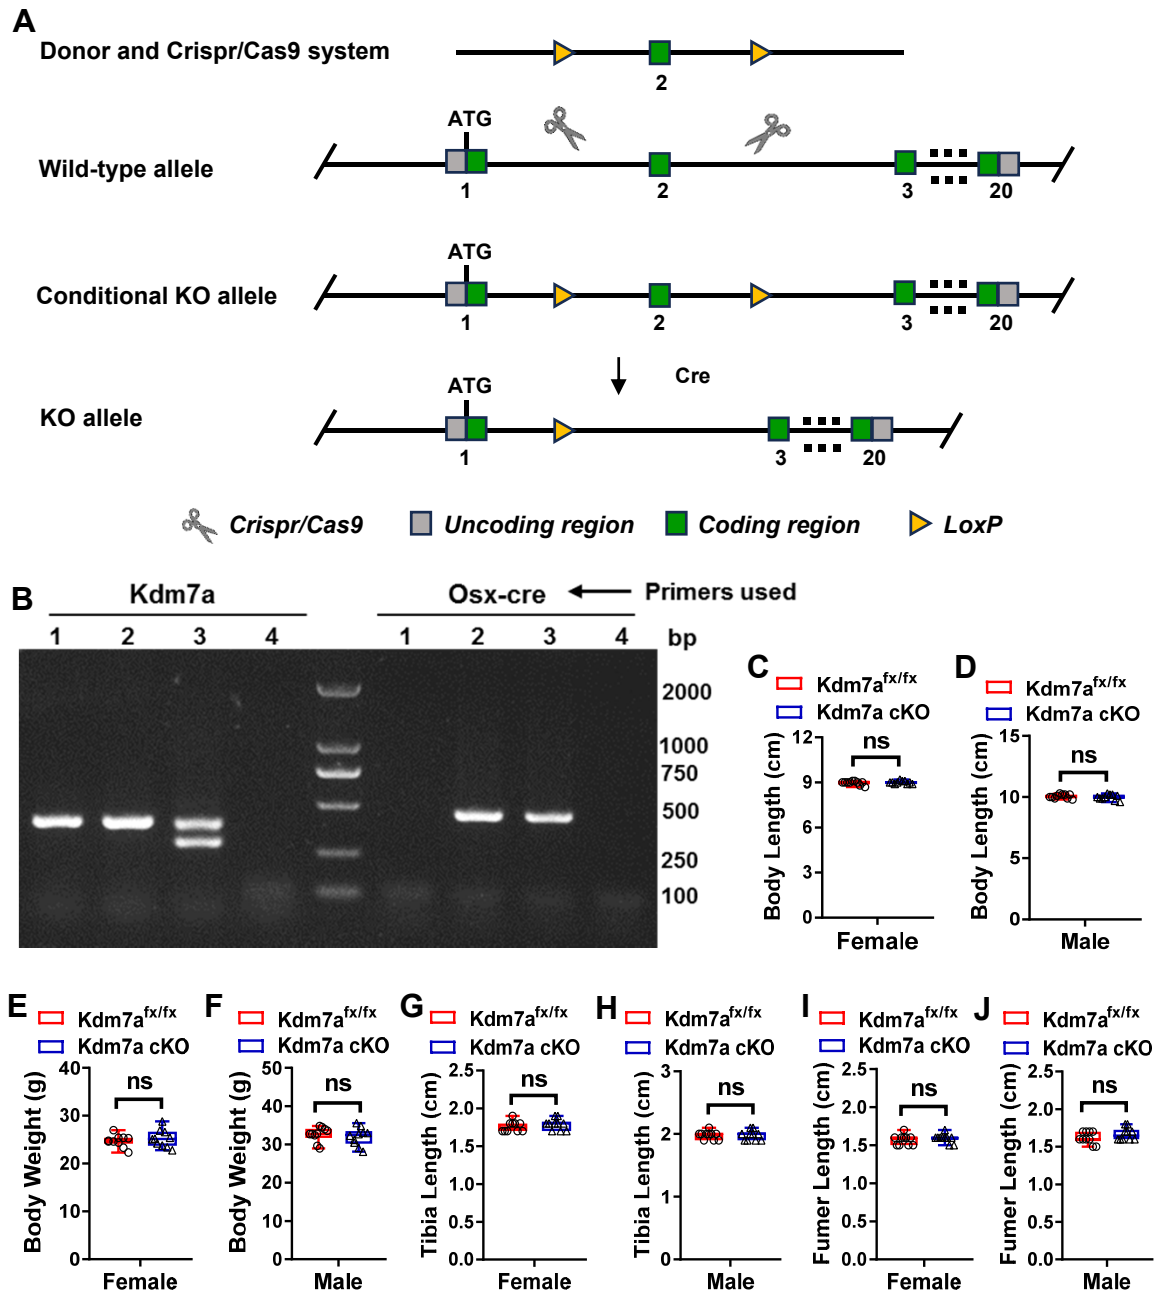 A
Donor and Crispr/Cas9 system
2
ATG
Wild-type allele
1 2 3 20
ATG
Conditional KO allele
1 2 3 20
Cre
ATG
KO allele
1 3 20
Crispr/Cas9 Uncoding region Coding region LoxP
B
Kdm7a Osx-cre Primers used
1 2 3 4 1 2 3 4 bp
2000
1000
750
500
250
100
C
Kdm7afx/fx
Kdm7a cKO
ns
Body Length (cm)
12
9
6
3
0
Female
D
Kdm7afx/fx
Kdm7a cKO
ns
Body Length (cm)
15
10
5
0
Male
E
Kdm7afx/fx
Kdm7a cKO
ns
Body Weight (g)
40
30
20
10
0
Female
F
Kdm7afx/fx
Kdm7a cKO
ns
Body Weight (g)
50
40
30
20
10
0
Male
G
Kdm7afx/fx
Kdm7a cKO
ns
Tibia Length (cm)
2.5
2.0
1.5
1.0
0.5
0.0
Female
H
Kdm7afx/fx
Kdm7a cKO
ns
Tibia Length (cm)
3
2
1
0
Male
I
Kdm7afx/fx
Kdm7a cKO
ns
Fumer Length (cm)
2.5
2.0
1.5
1.0
0.5
0.0
Female
J
Kdm7afx/fx
Kdm7a cKO
ns
Fumer Length (cm)
2.5
2.0
1.5
1.0
0.5
0.0
Male